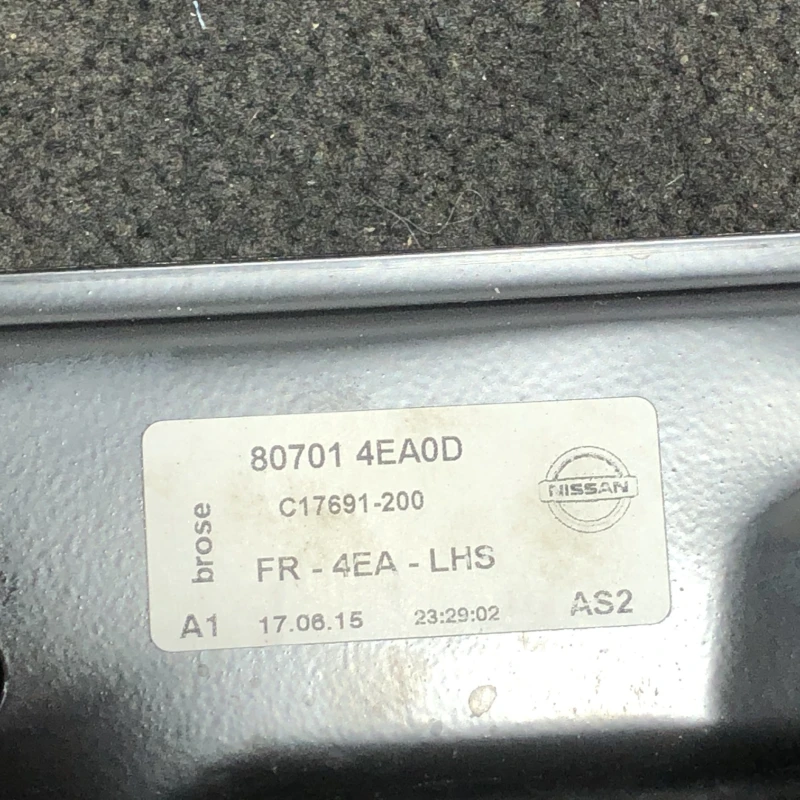 80701 4EA0D
NISSAN
C17691-200
brose
FR - 4EA - LHS
A1 17.06.15 23:29:02 AS2